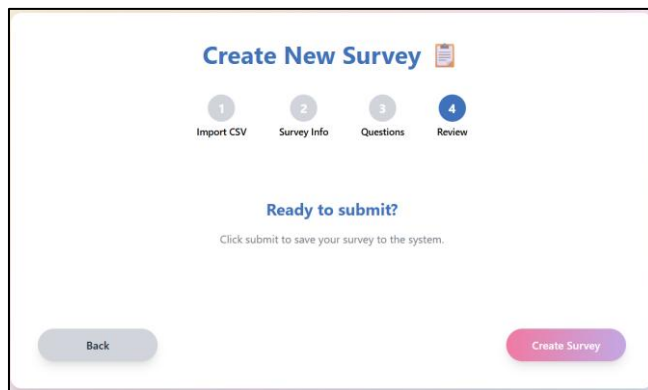 Create New Survey 📋
1 2 3 4
Import CSV Survey Info Questions Review
Ready to submit?
Click submit to save your survey to the system.
Back Create Survey